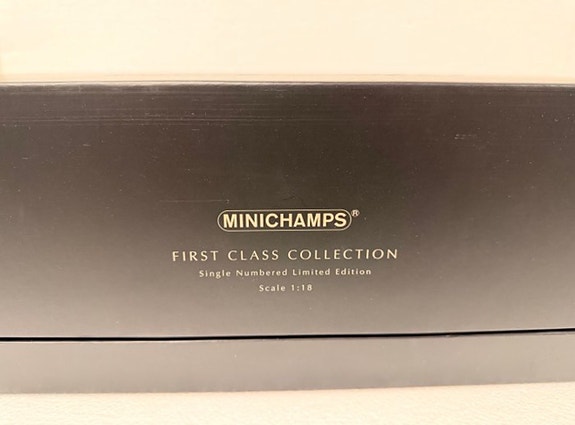 MINICHAMPS®
FIRST CLASS COLLECTION
Single Numbered Limited Edition
Scale 1:18